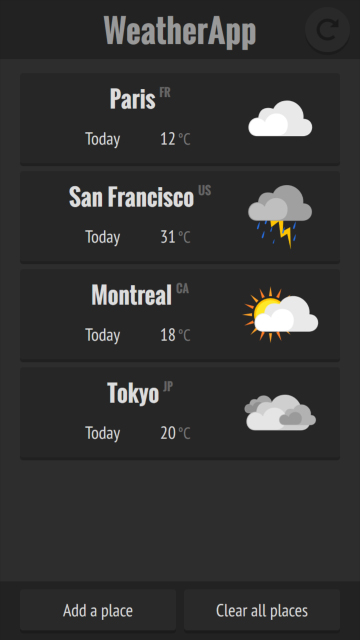 WeatherApp
Paris FR
Today 12 °C
San Francisco US
Today 31 °C
Montreal CA
Today 18 °C
Tokyo JP
Today 20 °C
Add a place Clear all places